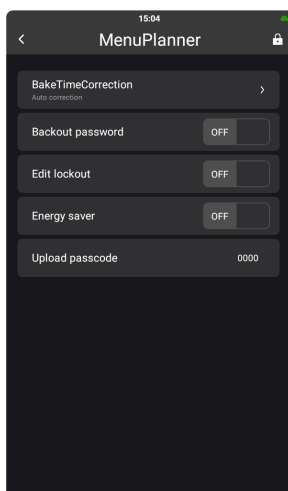 15:04
MenuPlanner
BakeTimeCorrection
Auto correction
Backout password OFF
Edit lockout OFF
Energy saver OFF
Upload passcode 0000